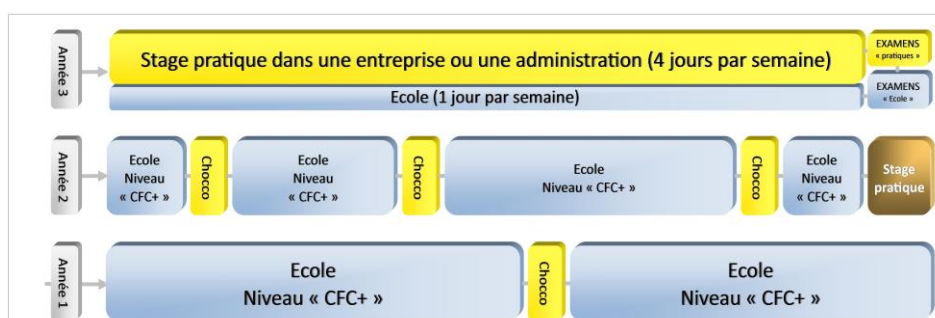 Année 3
Stage pratique dans une entreprise ou une administration (4 jours par semaine)
EXAMENS
« pratiques »
Ecole (1 jour par semaine)
EXAMENS
« Ecole »
Année 2
Ecole
Niveau
« CFC+ »
Chocco
Ecole
Niveau
« CFC+ »
Chocco
Ecole
Niveau « CFC+ »
Chocco
Ecole
Niveau
« CFC+ »
Stage
pratique
Année 1
Ecole
Niveau « CFC+ »
Chocco
Ecole
Niveau « CFC+ »